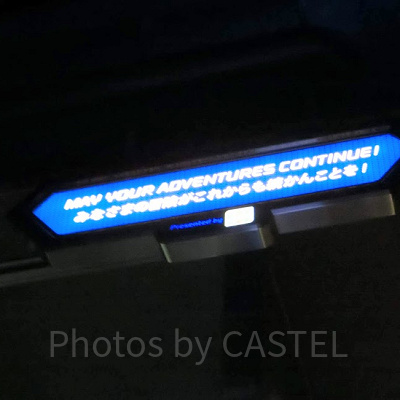 MAY YOUR ADVENTURES CONTINUE!
みなさまの冒険がこれからも続かんことを!
Presented by
Photos by CASTEL